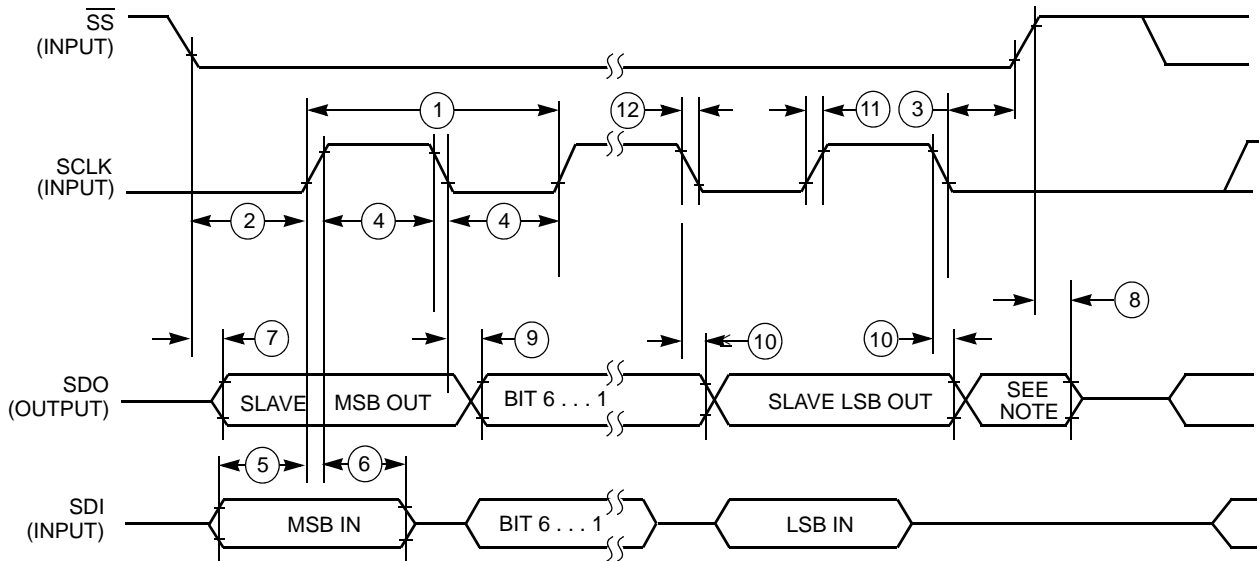 SS
(INPUT)
1
12
11
3
SCLK
(INPUT)
2
4
4
8
7
9
10
10
SDO
(OUTPUT)
SLAVE MSB OUT
BIT 6 . . . 1
SLAVE LSB OUT
SEE
NOTE
5
6
SDI
(INPUT)
MSB IN
BIT 6 . . . 1
LSB IN